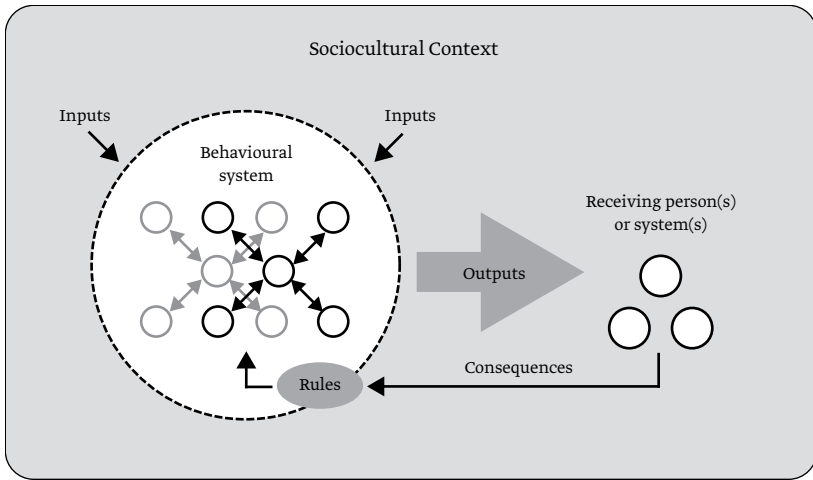 Sociocultural Context
Inputs
Inputs
Behavioural
system
Receiving person(s)
or system(s)
Outputs
Consequences
Rules